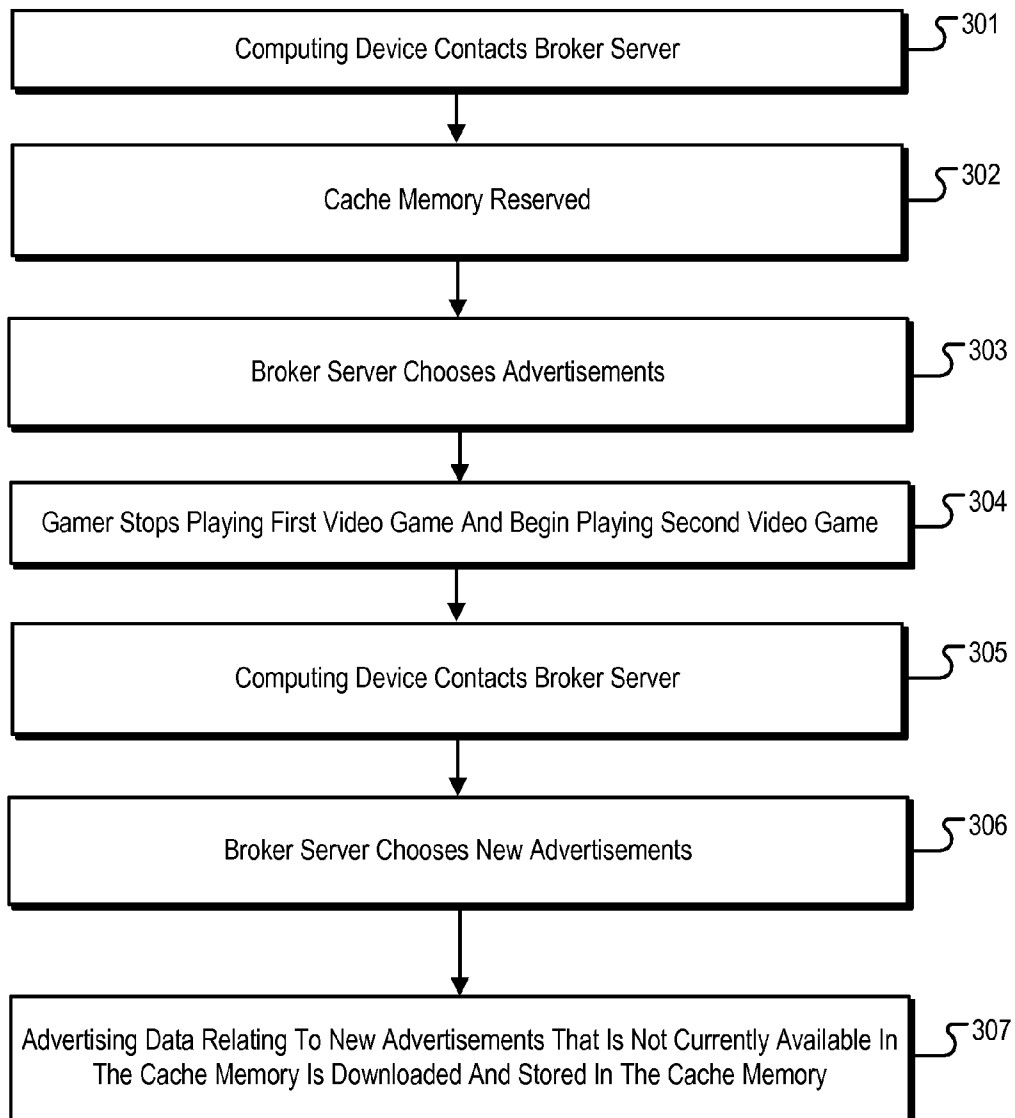 Computing Device Contacts Broker Server
301
Cache Memory Reserved
302
Broker Server Chooses Advertisements
303
Gamer Stops Playing First Video Game And Begin Playing Second Video Game
304
Computing Device Contacts Broker Server
305
Broker Server Chooses New Advertisements
306
Advertising Data Relating To New Advertisements That Is Not Currently Available In
The Cache Memory Is Downloaded And Stored In The Cache Memory
307